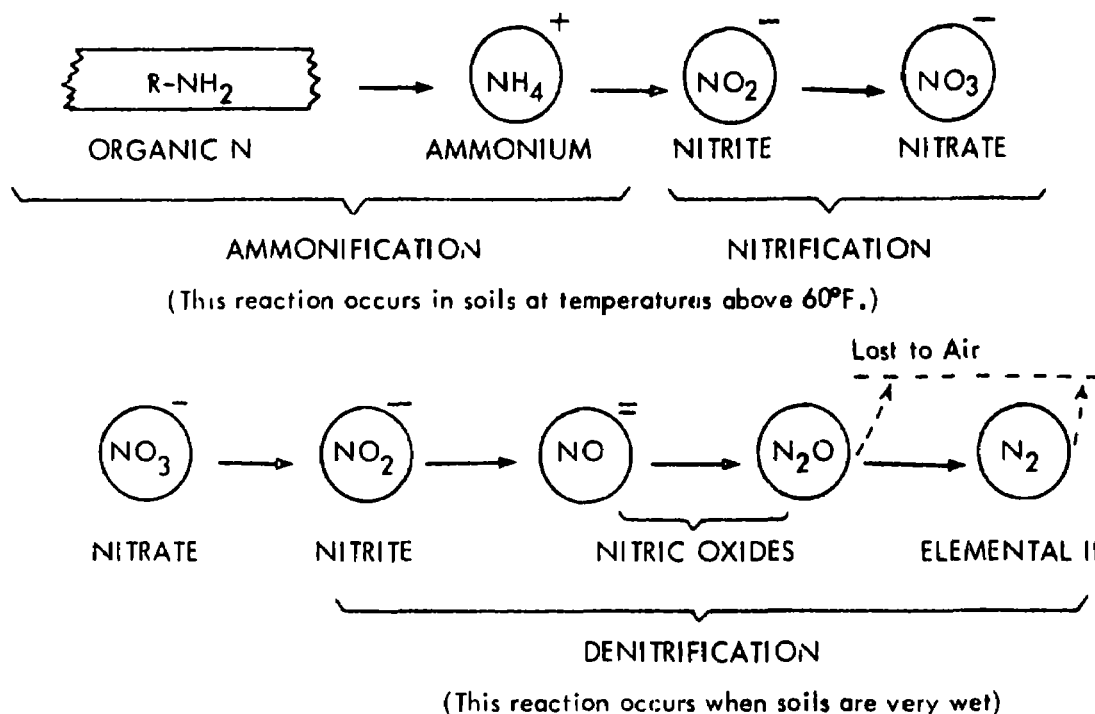 R-NH2 NH4+ NO2- NO3-
ORGANIC N AMMONIUM NITRITE NITRATE
AMMONIFICATION NITRIFICATION
(This reaction occurs in soils at temperatures above 60°F.)
Lost to Air
NO3- NO2- NO= N2O N2
NITRATE NITRITE NITRIC OXIDES ELEMENTAL
DENITRIFICATION
(This reaction occurs when soils are very wet)